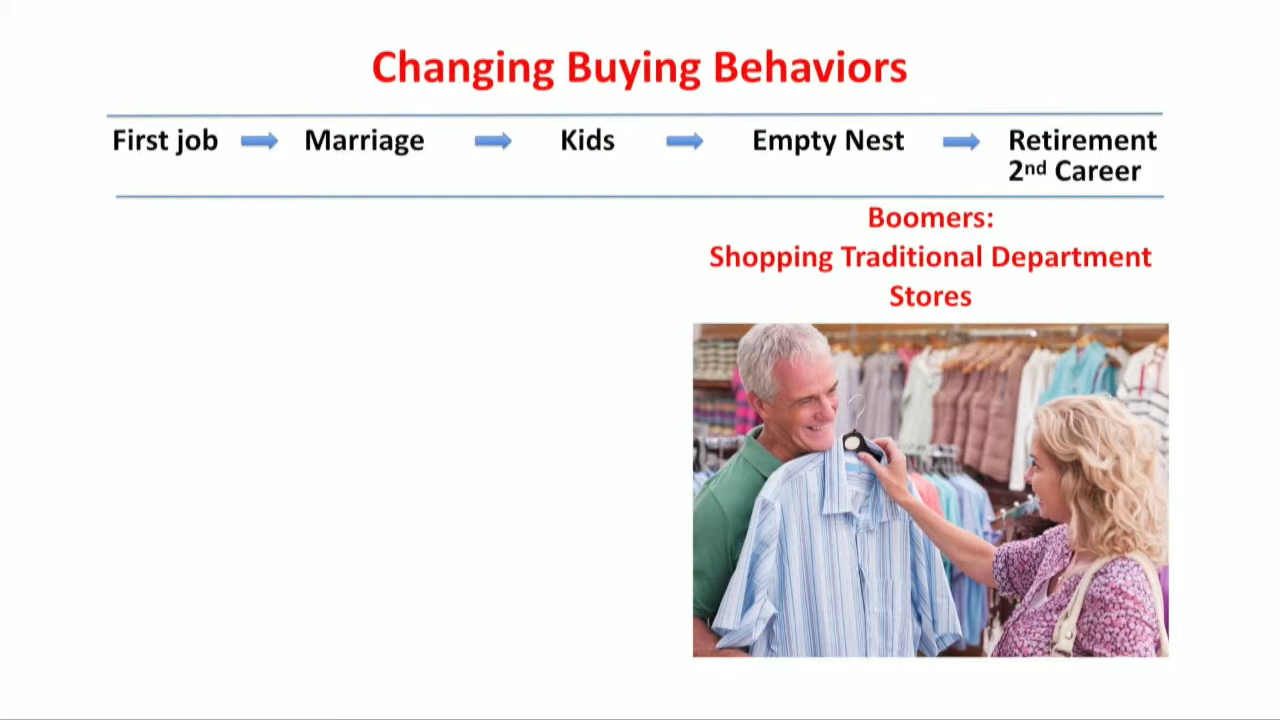 Changing Buying Behaviors
First job Marriage Kids Empty Nest Retirement
2nd Career
Boomers:
Shopping Traditional Department
Stores